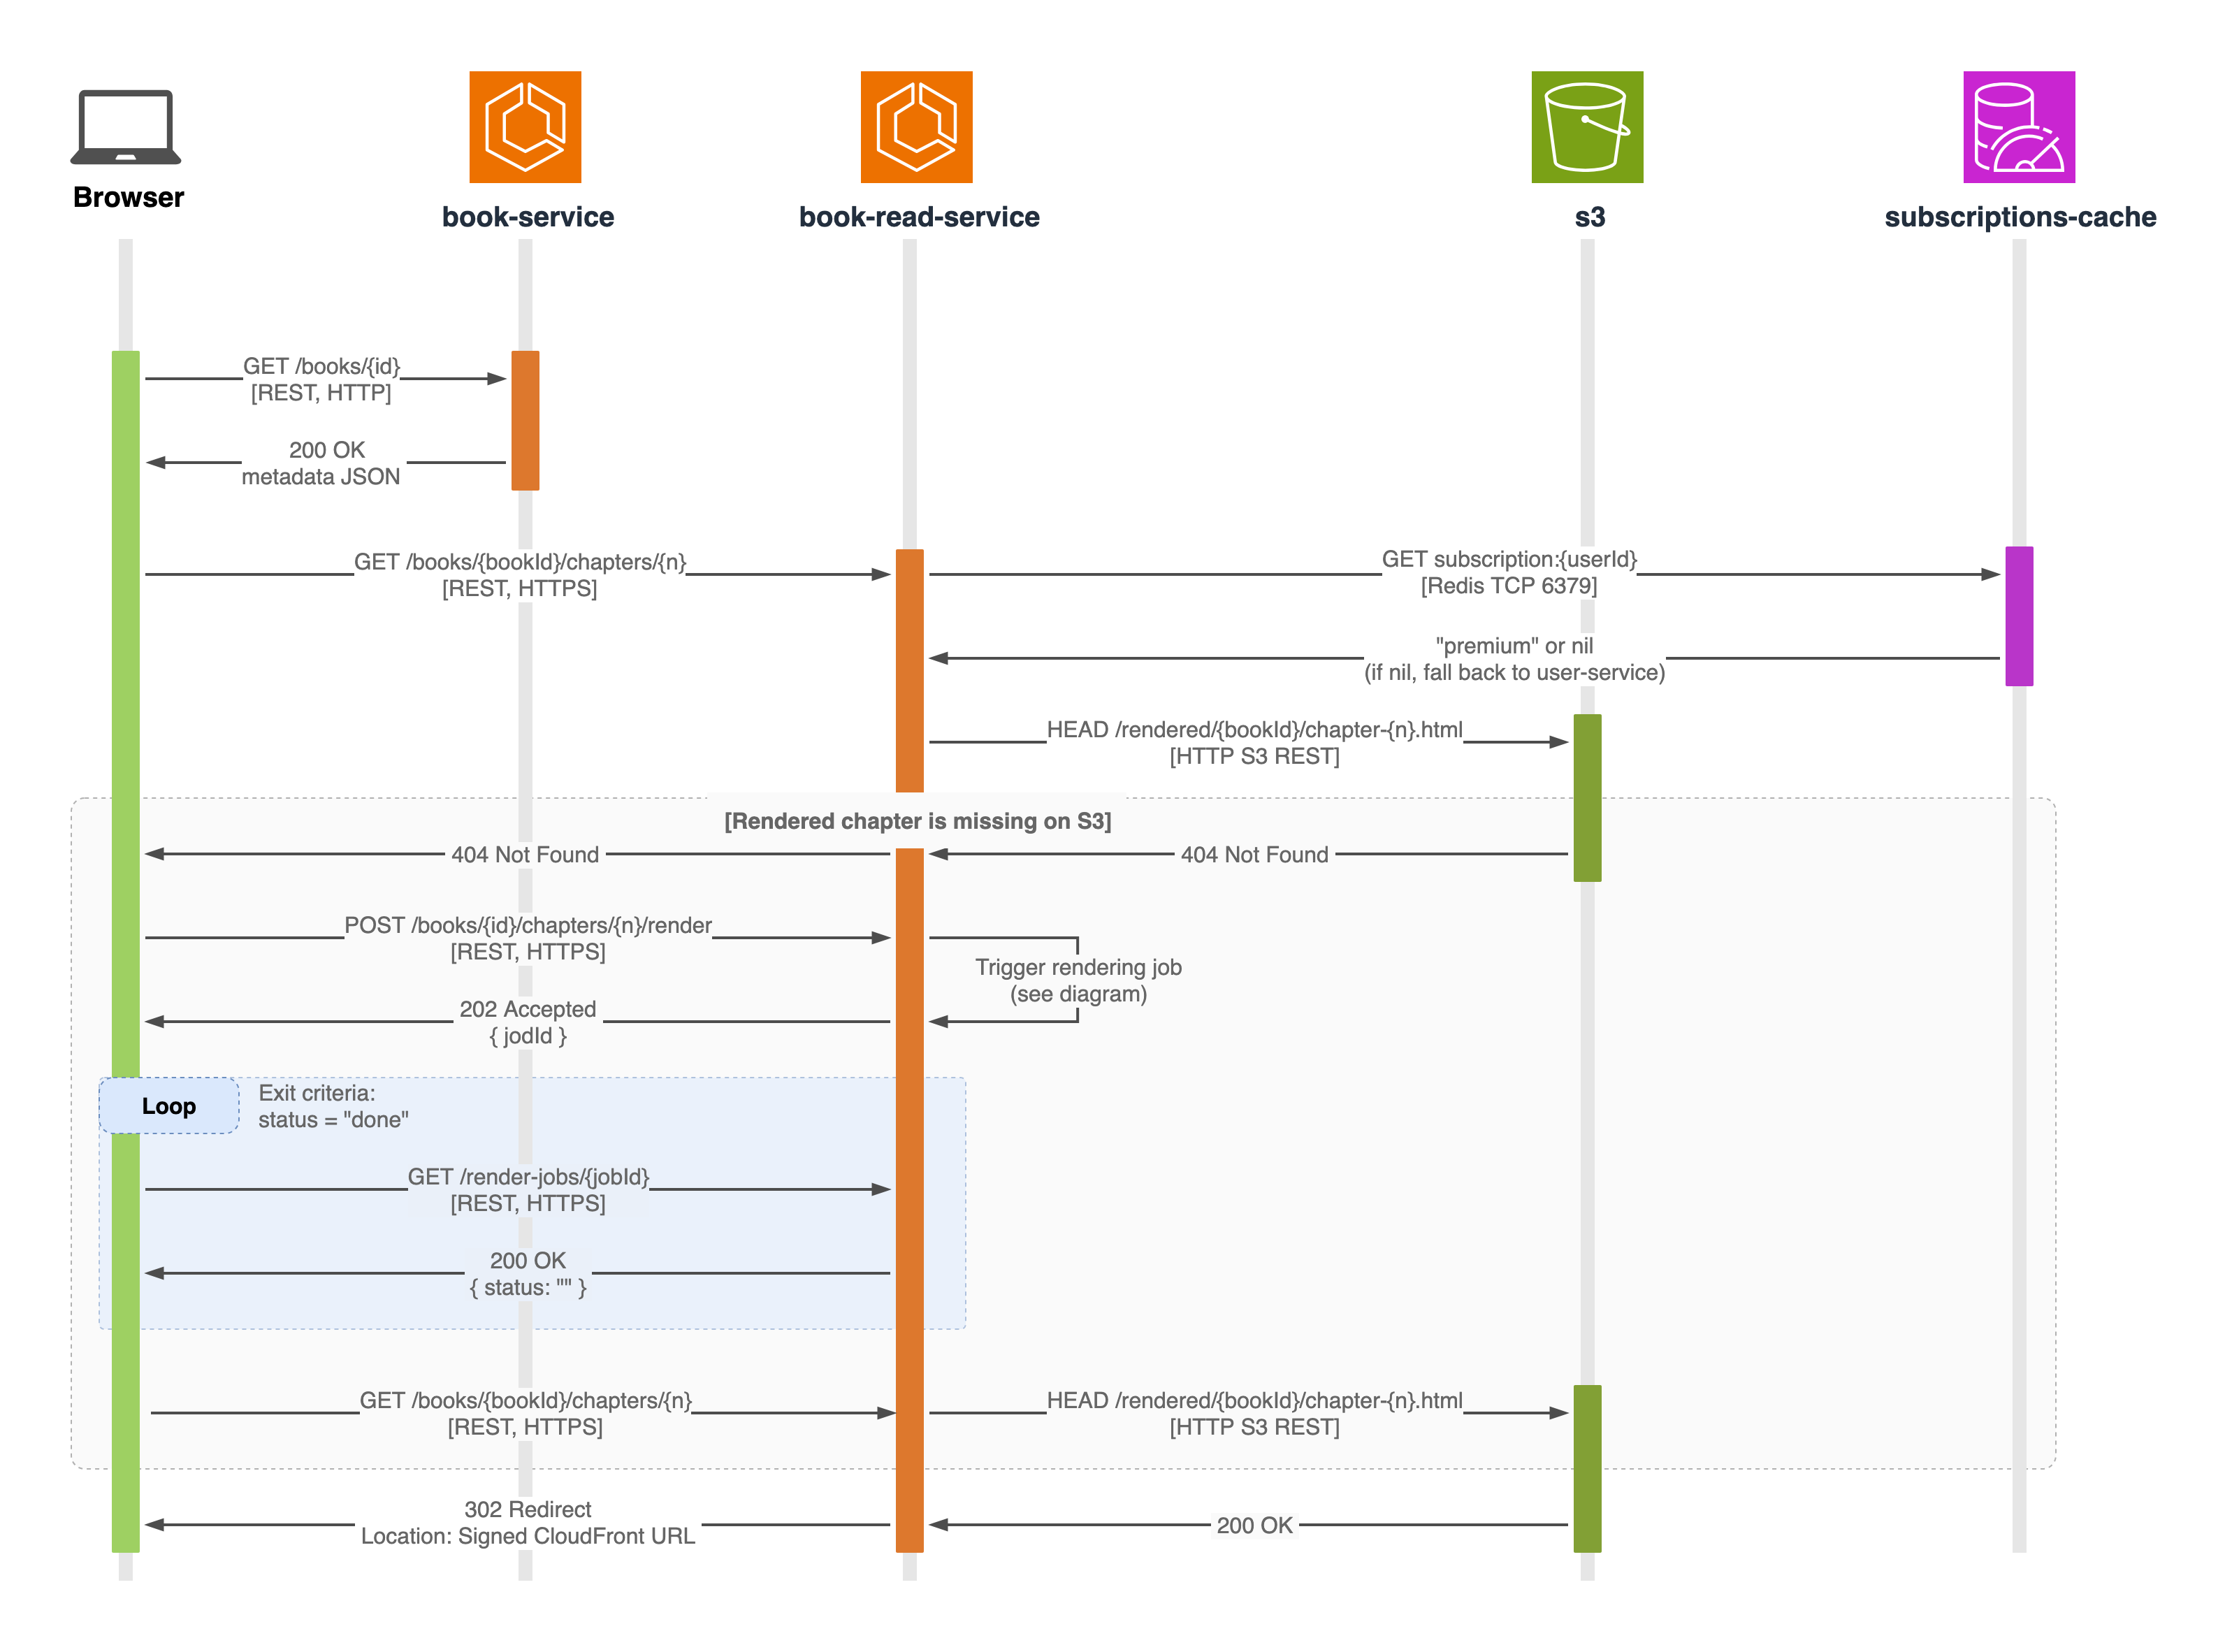 Browser
book-service
book-read-service
s3
subscriptions-cache
GET /books/{id}
[REST, HTTP]
200 OK
metadata JSON
GET /books/{bookId}/chapters/{n}
[REST, HTTPS]
GET subscription:{userId}
[Redis TCP 6379]
"premium" or nil
(if nil, fall back to user-service)
HEAD /rendered/{bookId}/chapter-{n}.html
[HTTP S3 REST]
[Rendered chapter is missing on S3]
404 Not Found
404 Not Found
POST /books/{id}/chapters/{n}/render
[REST, HTTPS]
Trigger rendering job
(see diagram)
202 Accepted
{ jodId }
Loop
Exit criteria:
status = "done"
GET /render-jobs/{jobId}
[REST, HTTPS]
200 OK
{ status: "" }
GET /books/{bookId}/chapters/{n}
[REST, HTTPS]
HEAD /rendered/{bookId}/chapter-{n}.html
[HTTP S3 REST]
302 Redirect
Location: Signed CloudFront URL
200 OK